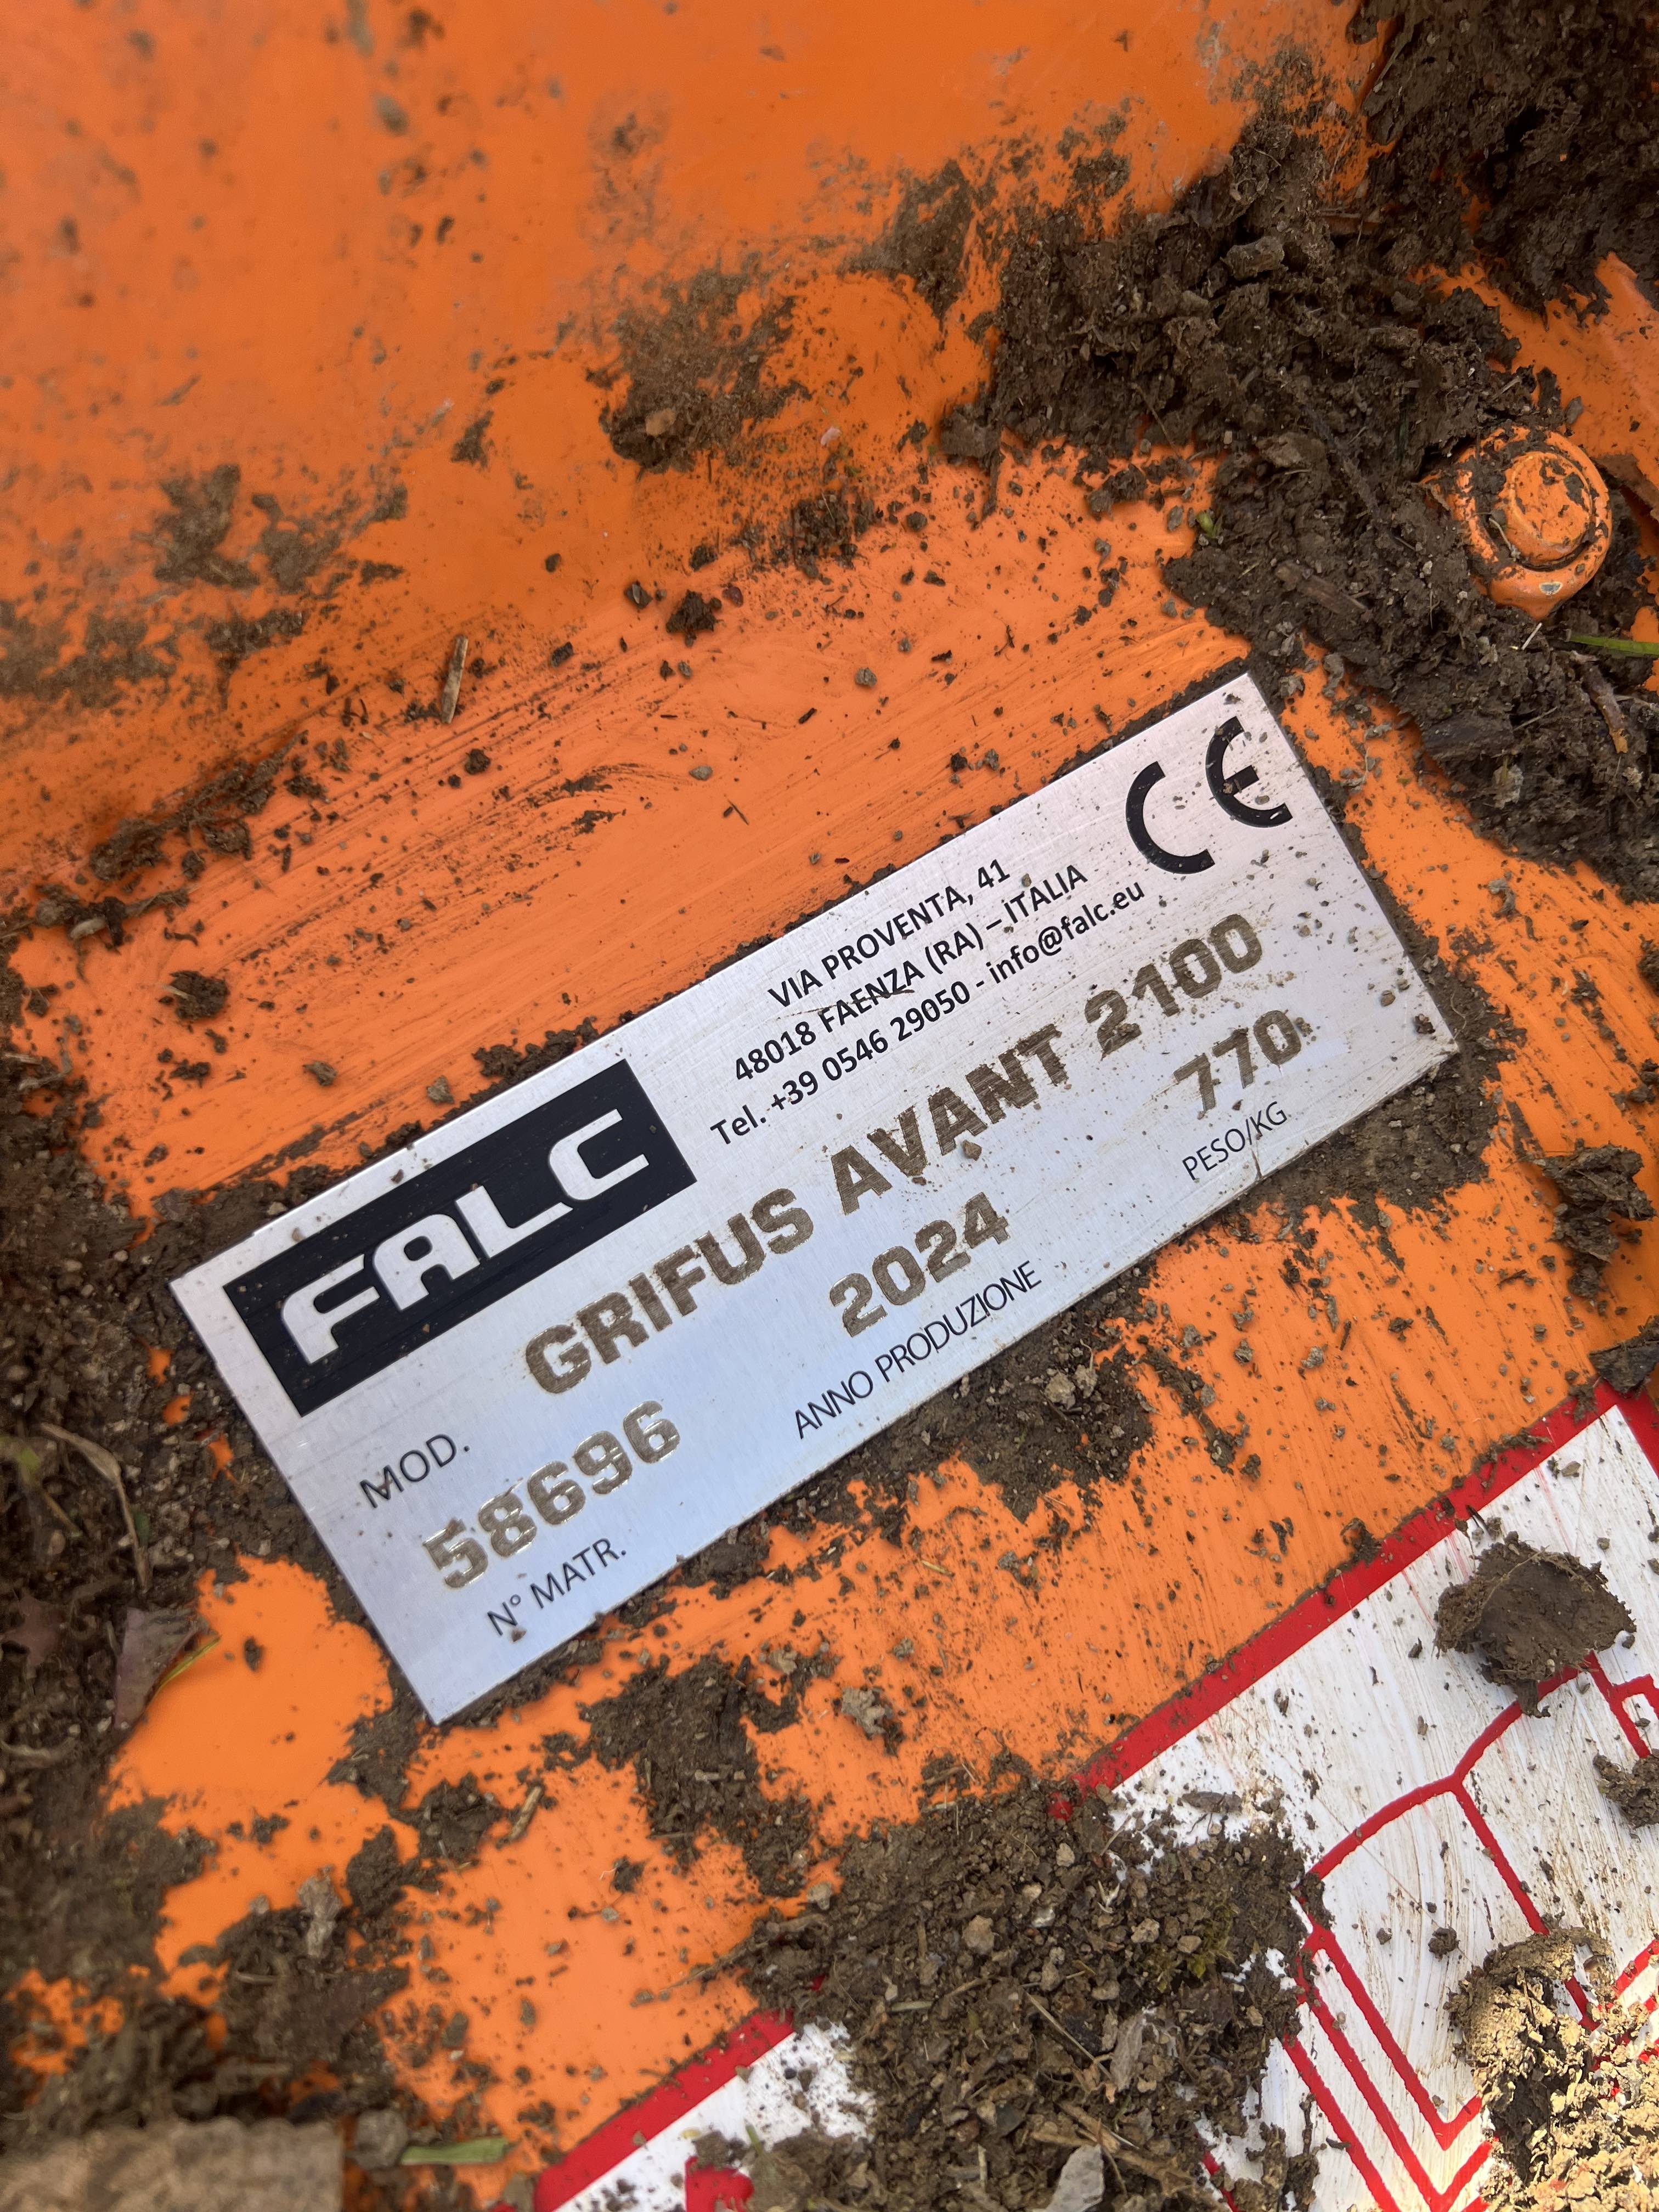 FALC
VIA PROVENTA, 41
48018 FAENZA (RA) – ITALIA
Tel. +39 0546 29050 - info@falc.eu
CE
MOD. GRIFUS AVANT 2100
58696 2024 770
N° MATR. ANNO PRODUZIONE PESO/KG